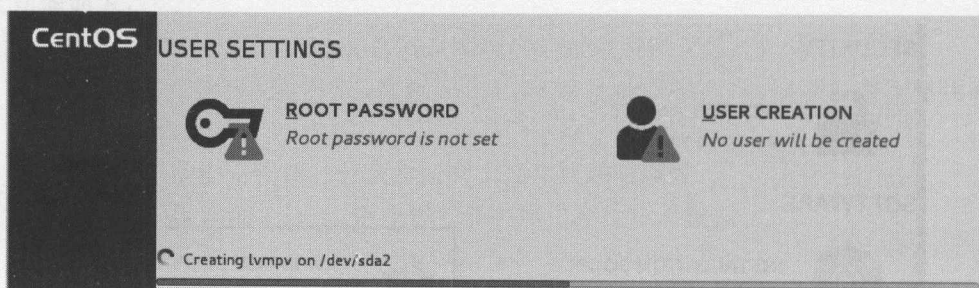 CentOS
USER SETTINGS
ROOT PASSWORD
Root password is not set
USER CREATION
No user will be created
Creating lvmpv on /dev/sda2